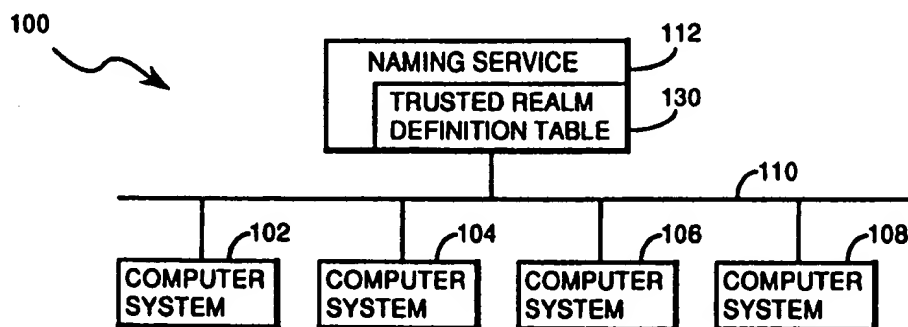 100
112
NAMING SERVICE
TRUSTED REALM
DEFINITION TABLE
130
110
102
104
106
108
COMPUTER
SYSTEM
COMPUTER
SYSTEM
COMPUTER
SYSTEM
COMPUTER
SYSTEM